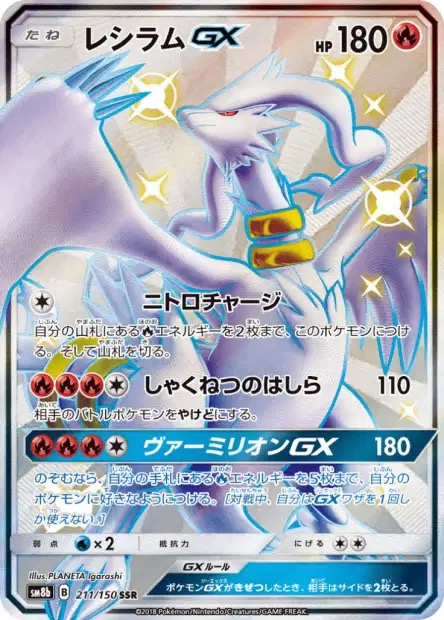 たね レシラムGX HP180
ニトロチャージ
自分の山札にある エネルギーを2枚まで、このポケモンにつけ
る。そして山札を切る。
しゃくねつのはしら 110
相手のバトルポケモンをやけどにする。
ヴァーミリオンGX 180
のぞむなら、自分の手札にある エネルギーを5枚まで、自分の
ポケモンに好きなようにつける。[対戦中、自分はGXワザを1回し
か使えない。]
弱点 ×2 抵抗力 にげる
Illus. PLANETA Igarashi
GXルール
sm8b B 211/150 SSR
ポケモンGXがきぜつしたとき、相手はサイドを2枚とる。
©2018 Pokémon/Nintendo/Creatures/GAME FREAK.